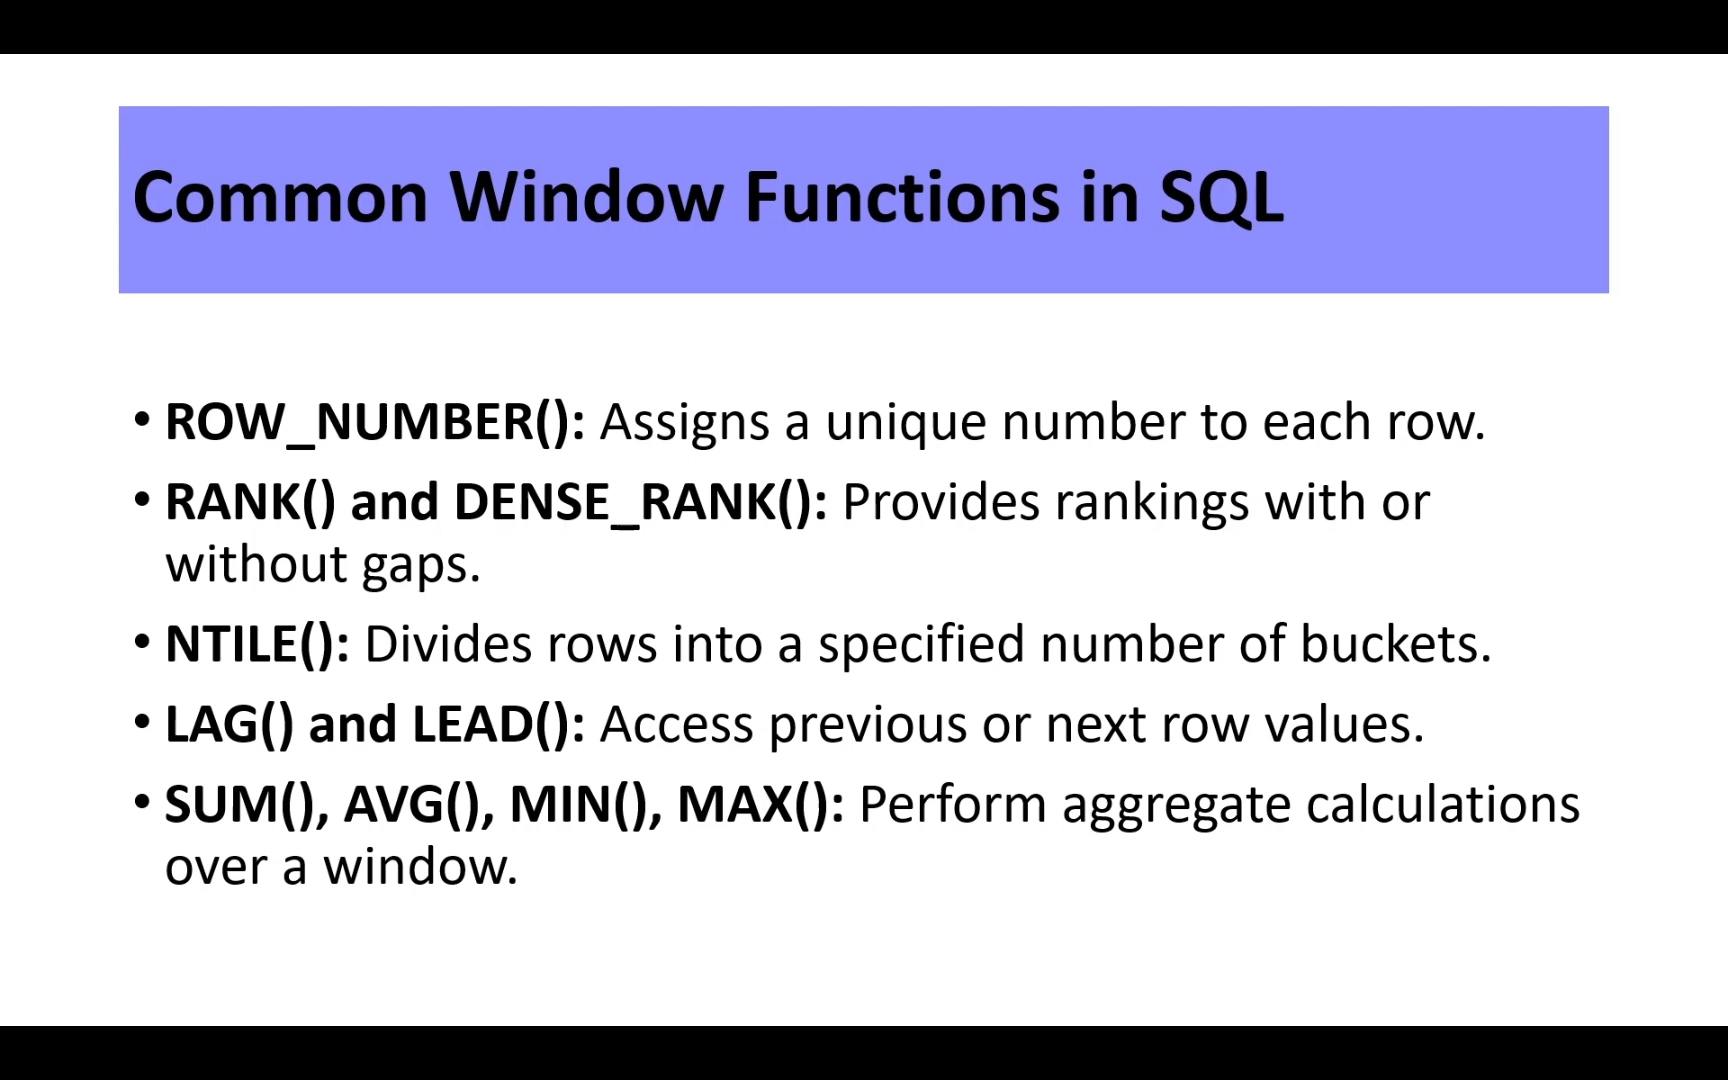 Common Window Functions in SQL
• ROW_NUMBER(): Assigns a unique number to each row.
• RANK() and DENSE_RANK(): Provides rankings with or
without gaps.
• NTILE(): Divides rows into a specified number of buckets.
• LAG() and LEAD(): Access previous or next row values.
• SUM(), AVG(), MIN(), MAX(): Perform aggregate calculations
over a window.